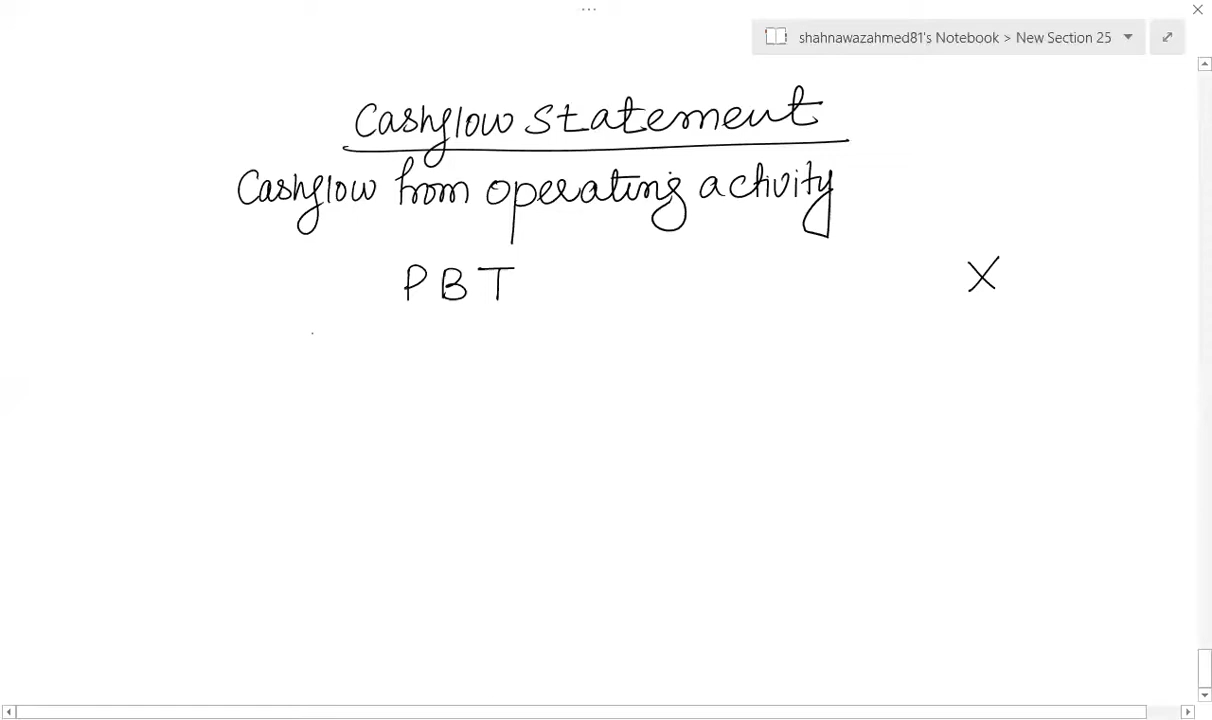 shahnawazahmed81's Notebook > New Section 25
Cashflow statement
Cashflow from operating activity
PBT X